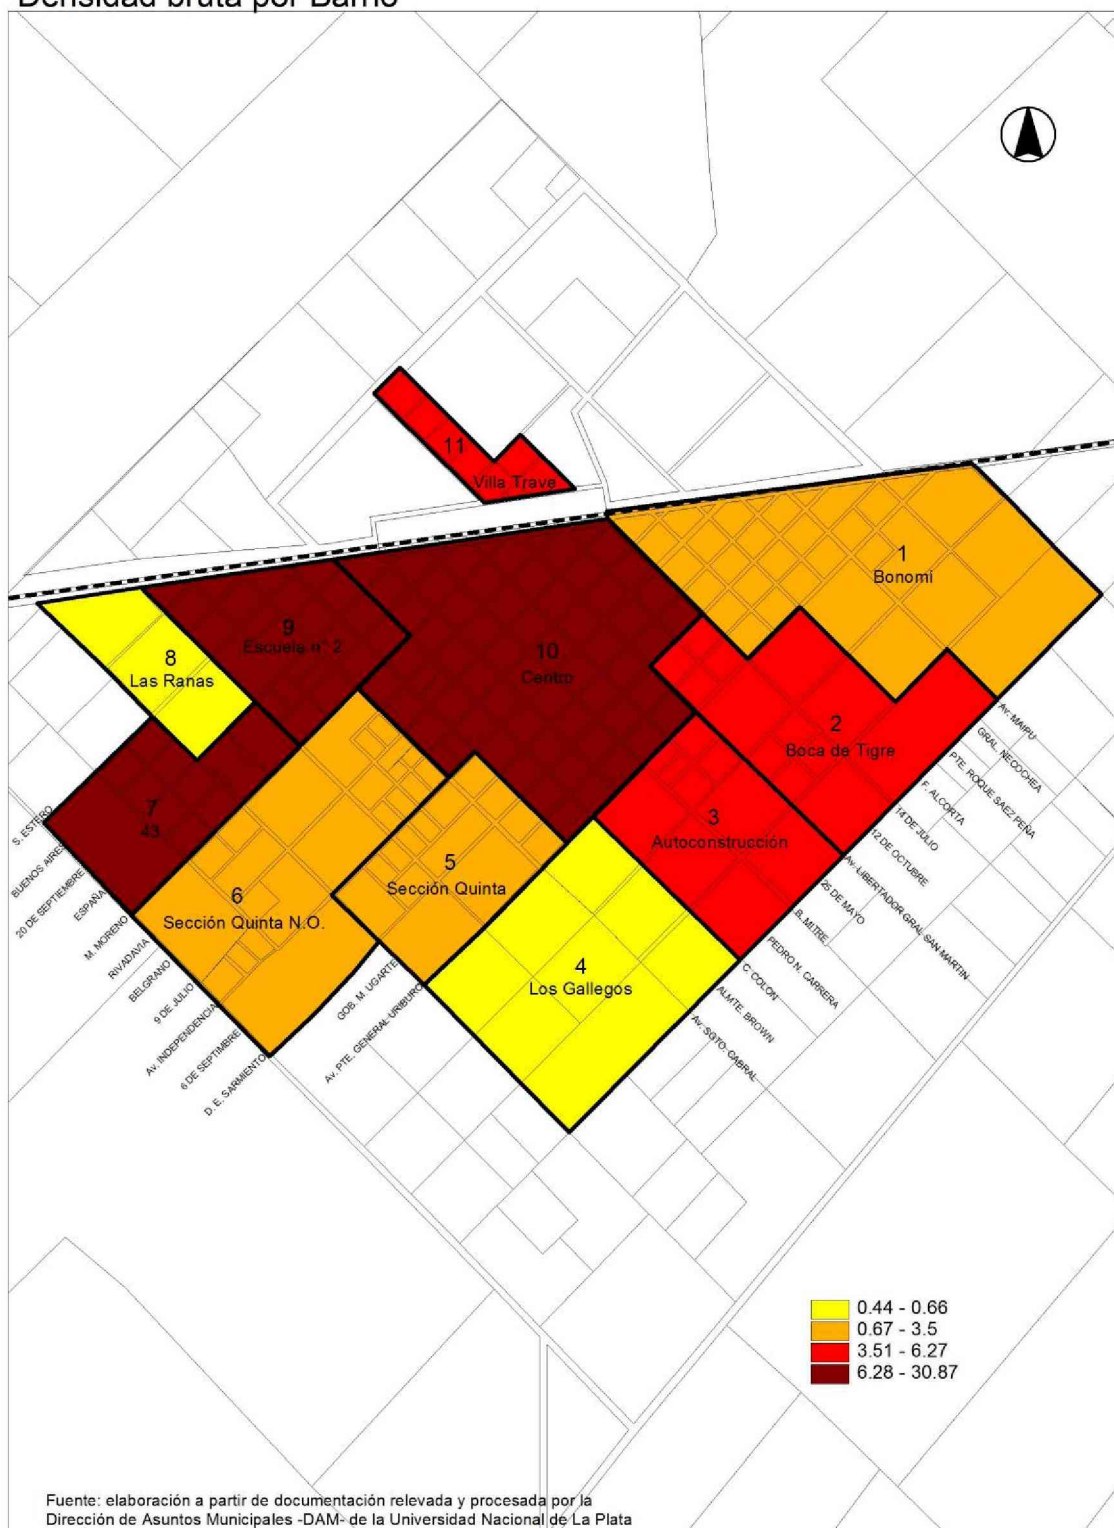 Densidad bruta por Barrio
11
Villa Trave
1
Bonomi
9
Escuela n° 2
10
Centro
8
Las Ranas
2
Boca de Tigre
7
43
3
Autoconstrucción
5
Sección Quinta
6
Sección Quinta N.O.
4
Los Gallegos
S. ESTERO
BUENOS AIRES
20 DE SEPTIEMBRE
ESPAÑA
M. MORENO
RIVADAVIA
BELGRANO
9 DE JULIO
Av. INDEPENDENCIA
6 DE SEPTIEMBRE
D. E. SARMIENTO
GOB. M. UGARTE
Av. PTE. GENERAL URIBURO
Av. MAIPU
GRAL. NECOCHEA
PTE. ROQUE SAEZ PEÑA
F. ALCORTA
14 DE JULIO
12 DE OCTUBRE
Av. LIBERTADOR GRAL SAN MARTIN
25 DE MAYO
B. MITRE
PEDRO N. CARRERA
C. COLON
ALMTE. BROWN
Av. SGTO. CABRAL
0.44 - 0.66
0.67 - 3.5
3.51 - 6.27
6.28 - 30.87
Fuente: elaboración a partir de documentación relevada y procesada por la
Dirección de Asuntos Municipales -DAM- de la Universidad Nacional de La Plata